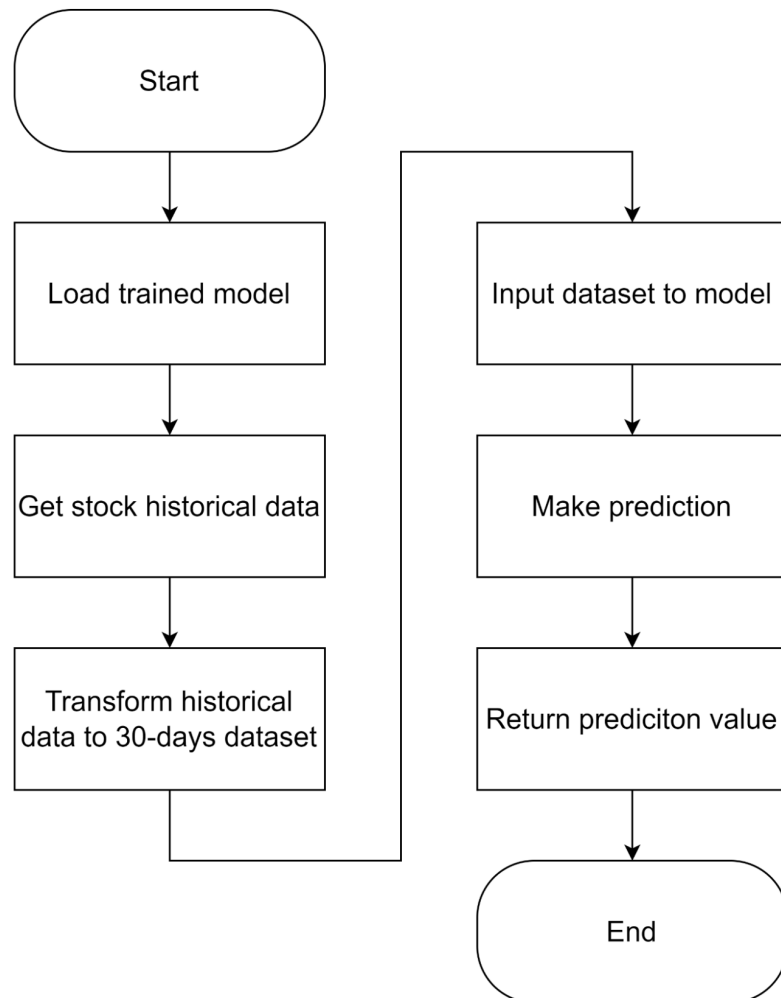 Start
Load trained model
Get stock historical data
Transform historical
data to 30-days dataset
Input dataset to model
Make prediction
Return prediciton value
End